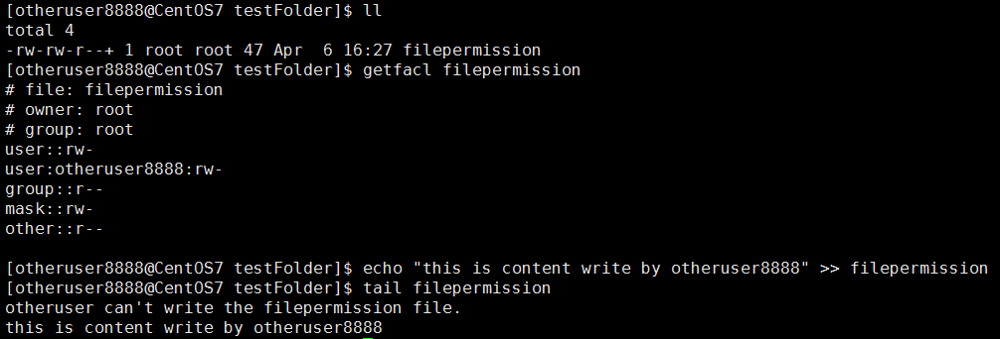 [otheruser8888@CentOS7 testFolder]$ ll
total 4
-rw-rw-r--+ 1 root root 47 Apr  6 16:27 filepermission
[otheruser8888@CentOS7 testFolder]$ getfacl filepermission
# file: filepermission
# owner: root
# group: root
user::rw-
user:otheruser8888:rw-
group::r--
mask::rw-
other::r--

[otheruser8888@CentOS7 testFolder]$ echo "this is content write by otheruser8888" >> filepermission
[otheruser8888@CentOS7 testFolder]$ tail filepermission
otheruser can't write the filepermission file.
this is content write by otheruser8888